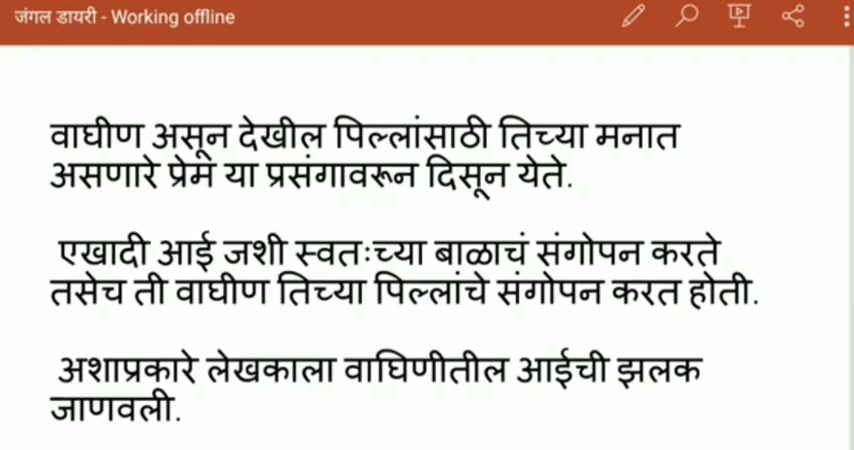 जंगल डायरी - Working offline
वाघीण असून देखील पिल्लांसाठी तिच्या मनात
असणारे प्रेम या प्रसंगावरून दिसून येते.
एखादी आई जशी स्वतःच्या बाळाचं संगोपन करते
तसेच ती वाघीण तिच्या पिल्लांचे संगोपन करत होती.
अशाप्रकारे लेखकाला वाघिणीतील आईची झलक
जाणवली.